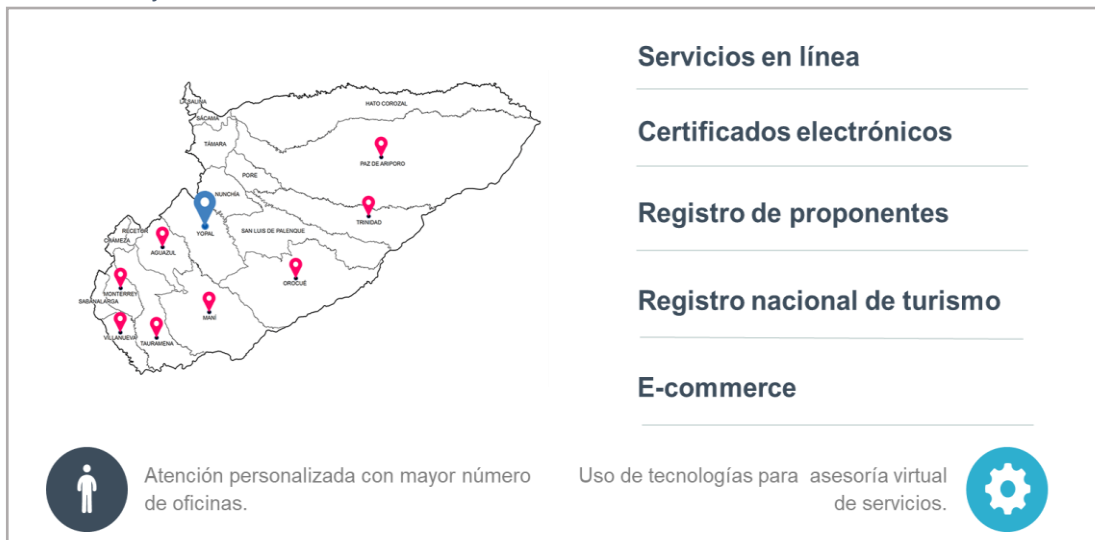 LA SALINA
HATO COROZAL
SÁCAMA
TÁMARA
PAZ DE ARIPORO
PORE
NUNCHÍA
TRINIDAD
YOPAL
SAN LUIS DE PALENQUE
RECETOR
CHAMEZA
AGUAZUL
OROCUÉ
MONTERREY
SABANALARGA
MANÍ
VILLANUEVA
TAURAMENA
Servicios en línea
Certificados electrónicos
Registro de proponentes
Registro nacional de turismo
E-commerce
Atención personalizada con mayor número
de oficinas.
Uso de tecnologías para asesoría virtual
de servicios.